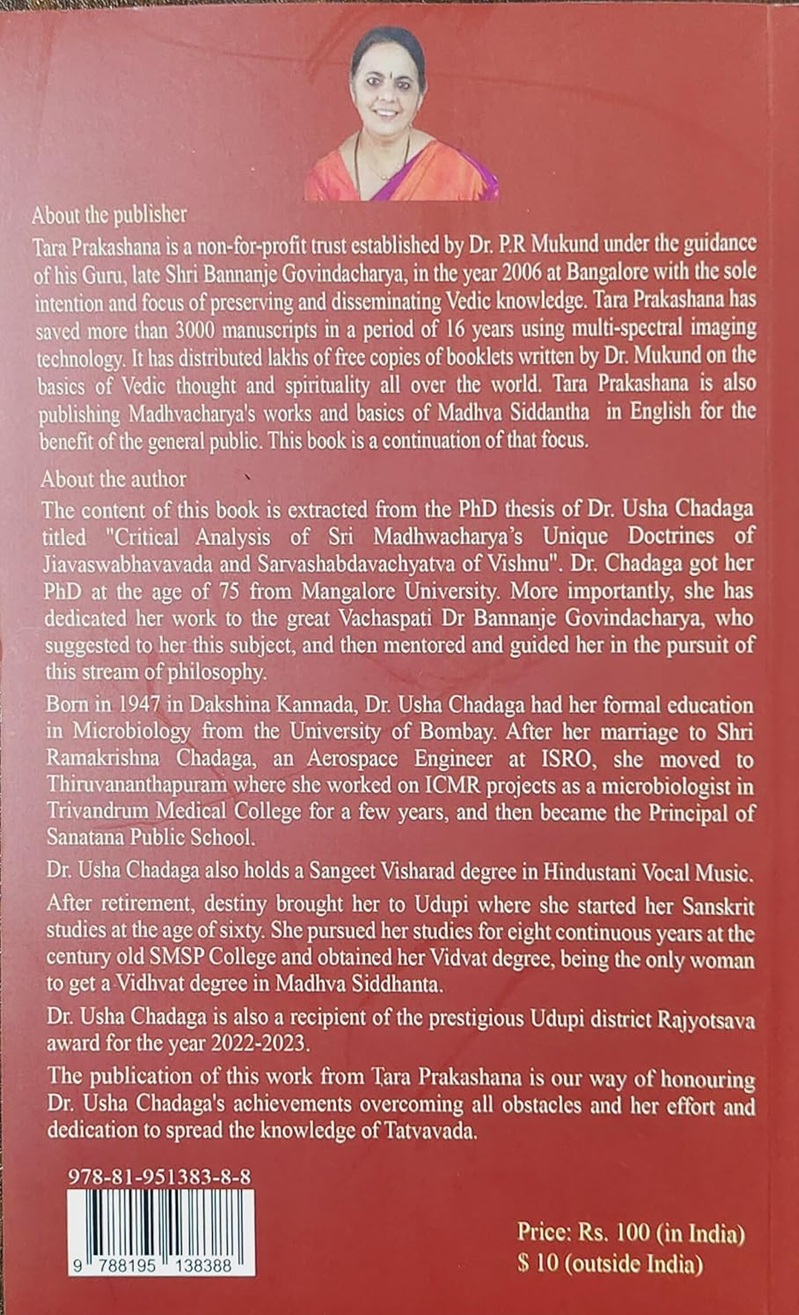 About the publisher
Tara Prakashana is a non-for-profit trust established by Dr. P.R Mukund under the guidance
of his Guru, late Shri Bannanje Govindacharya, in the year 2006 at Bangalore with the sole
intention and focus of preserving and disseminating Vedic knowledge. Tara Prakashana has
saved more than 3000 manuscripts in a period of 16 years using multi-spectral imaging
technology. It has distributed lakhs of free copies of booklets written by Dr. Mukund on the
basics of Vedic thought and spirituality all over the world. Tara Prakashana is also
publishing Madhvacharya's works and basics of Madhva Siddantha in English for the
benefit of the general public. This book is a continuation of that focus.
About the author
The content of this book is extracted from the PhD thesis of Dr. Usha Chadaga
titled "Critical Analysis of Sri Madhwacharya's Unique Doctrines of
Jiavaswabhavavada and Sarvashabdavachyatva of Vishnu". Dr. Chadaga got her
PhD at the age of 75 from Mangalore University. More importantly, she has
dedicated her work to the great Vachaspati Dr Bannanje Govindacharya, who
suggested to her this subject, and then mentored and guided her in the pursuit of
this stream of philosophy.
Born in 1947 in Dakshina Kannada, Dr. Usha Chadaga had her formal education
in Microbiology from the University of Bombay. After her marriage to Shri
Ramakrishna Chadaga, an Aerospace Engineer at ISRO, she moved to
Thiruvananthapuram where she worked on ICMR projects as a microbiologist in
Trivandrum Medical College for a few years, and then became the Principal of
Sanatana Public School.
Dr. Usha Chadaga also holds a Sangeet Visharad degree in Hindustani Vocal Music.
After retirement, destiny brought her to Udupi where she started her Sanskrit
studies at the age of sixty. She pursued her studies for eight continuous years at the
century old SMSP College and obtained her Vidvat degree, being the only woman
to get a Vidhvat degree in Madhva Siddhanta.
Dr. Usha Chadaga is also a recipient of the prestigious Udupi district Rajyotsava
award for the year 2022-2023.
The publication of this work from Tara Prakashana is our way of honouring
Dr. Usha Chadaga's achievements overcoming all obstacles and her effort and
dedication to spread the knowledge of Tatvavada.
978-81-951383-8-8
9 788195 138388
Price: Rs. 100 (in India)
$ 10 (outside India)